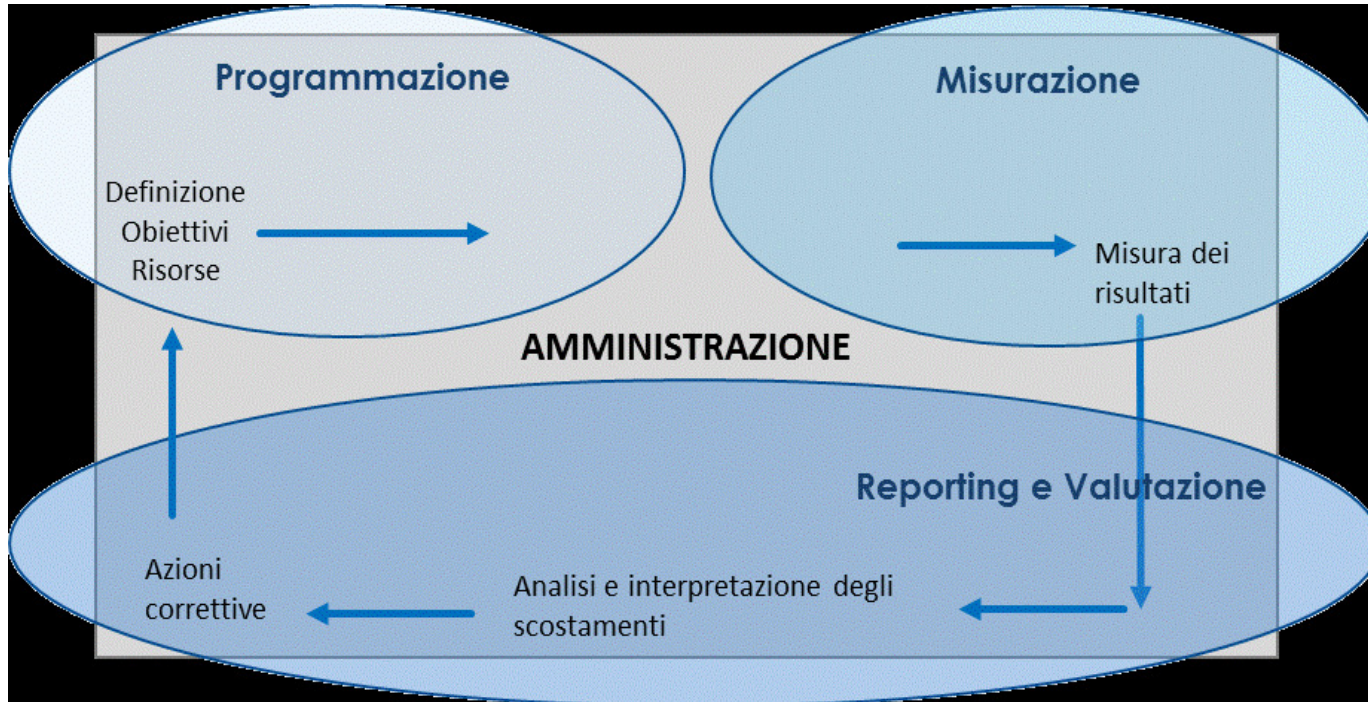 Programmazione
Misurazione
Definizione
Obiettivi
Risorse
Misura dei
risultati
AMMINISTRAZIONE
Reporting e Valutazione
Azioni
correttive
Analisi e interpretazione degli
scostamenti